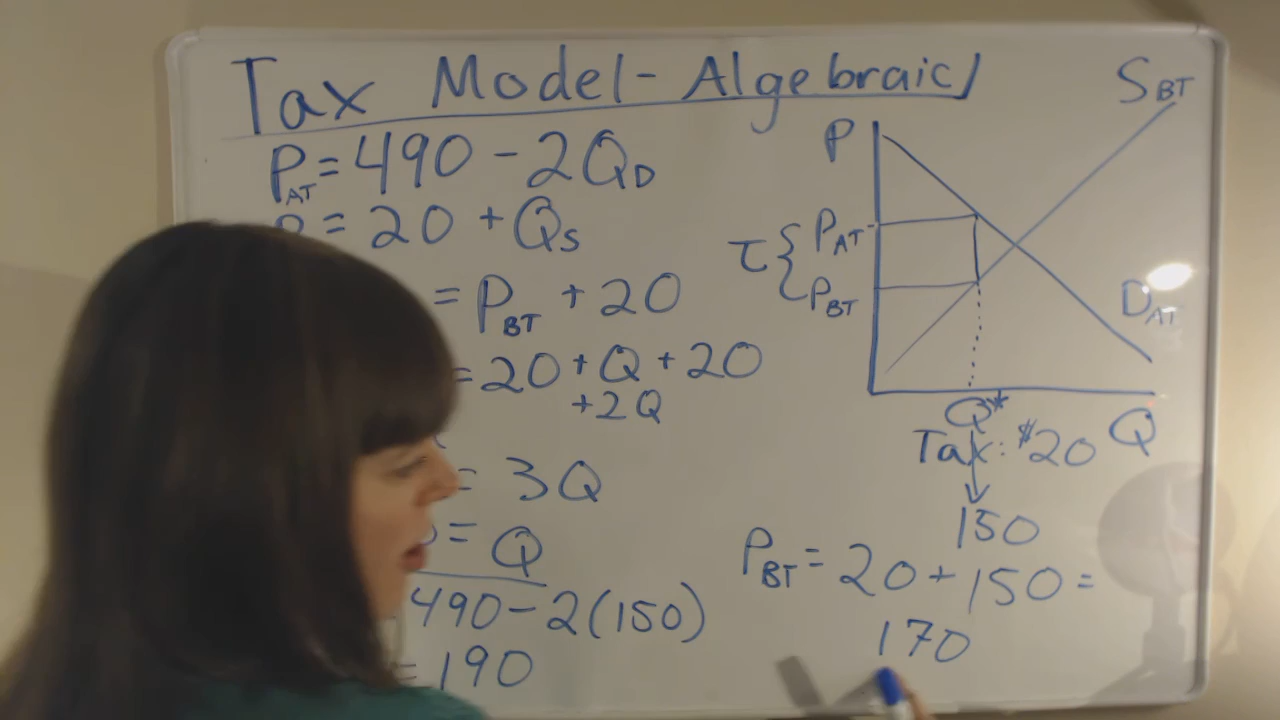 Tax Model-Algebraic
P_AT = 490 - 2Q_D
= 20 + Q_S
= P_BT + 20
= 20 + Q + 20
+2Q
= 3Q
= Q
490 - 2(150)
= 190
P
S_BT
τ { P_AT
P_BT
D_AT
Q*
Q
Tax: $20
150
P_BT = 20 + 150 =
170